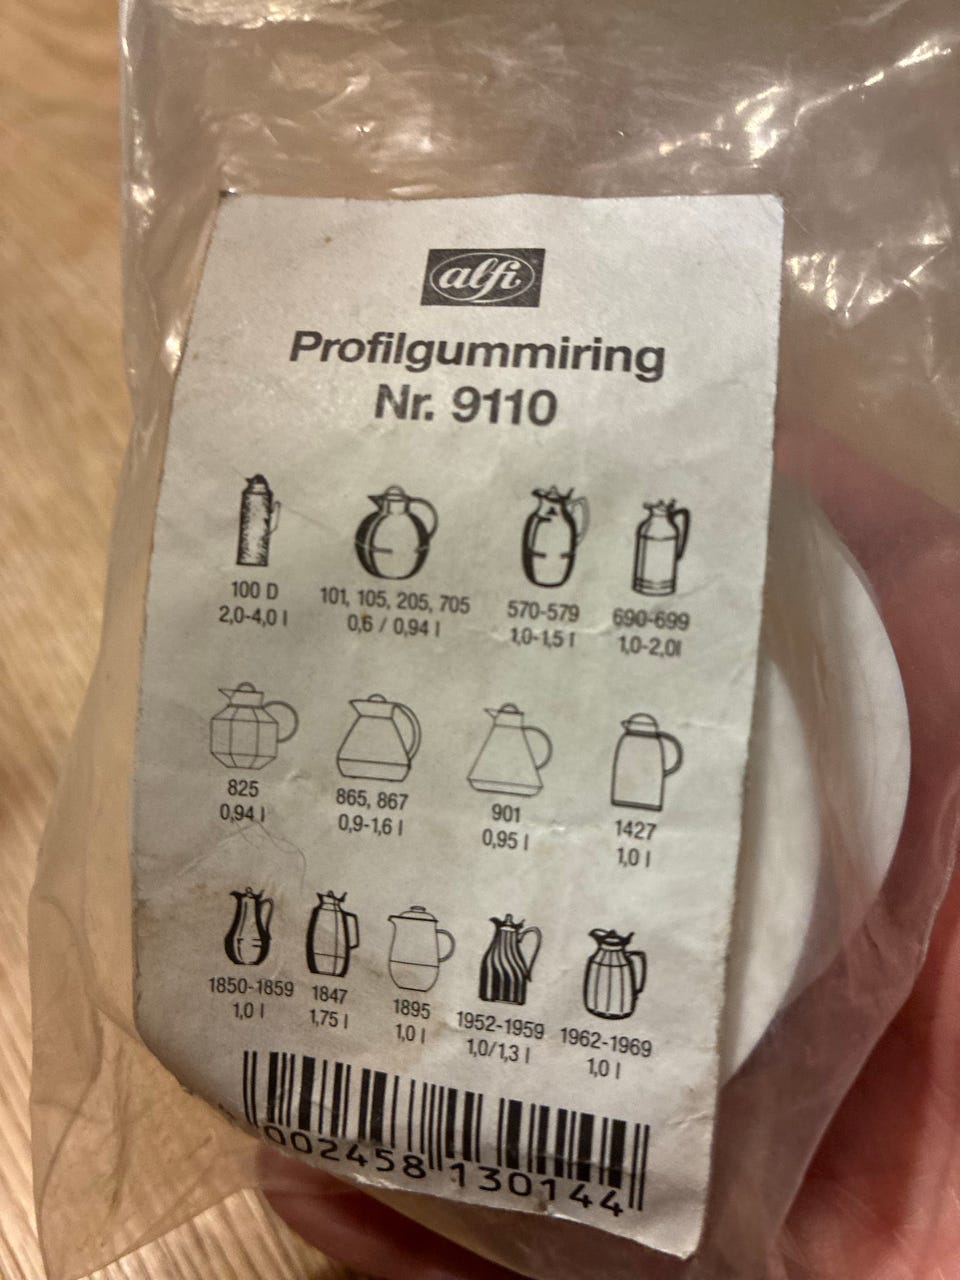 alfi
Profilgummiring
Nr. 9110
100 D
2,0-4,0 l
101, 105, 205, 705
0,6 / 0,94 l
570-579
1,0-1,5 l
690-699
1,0-2,0l
825
0,94 l
865, 867
0,9-1,6 l
901
0,95 l
1427
1,0 l
1850-1859
1,0 l
1847
1,75 l
1895
1,0 l
1952-1959
1,0/1,3 l
1962-1969
1,0 l
002458 130144